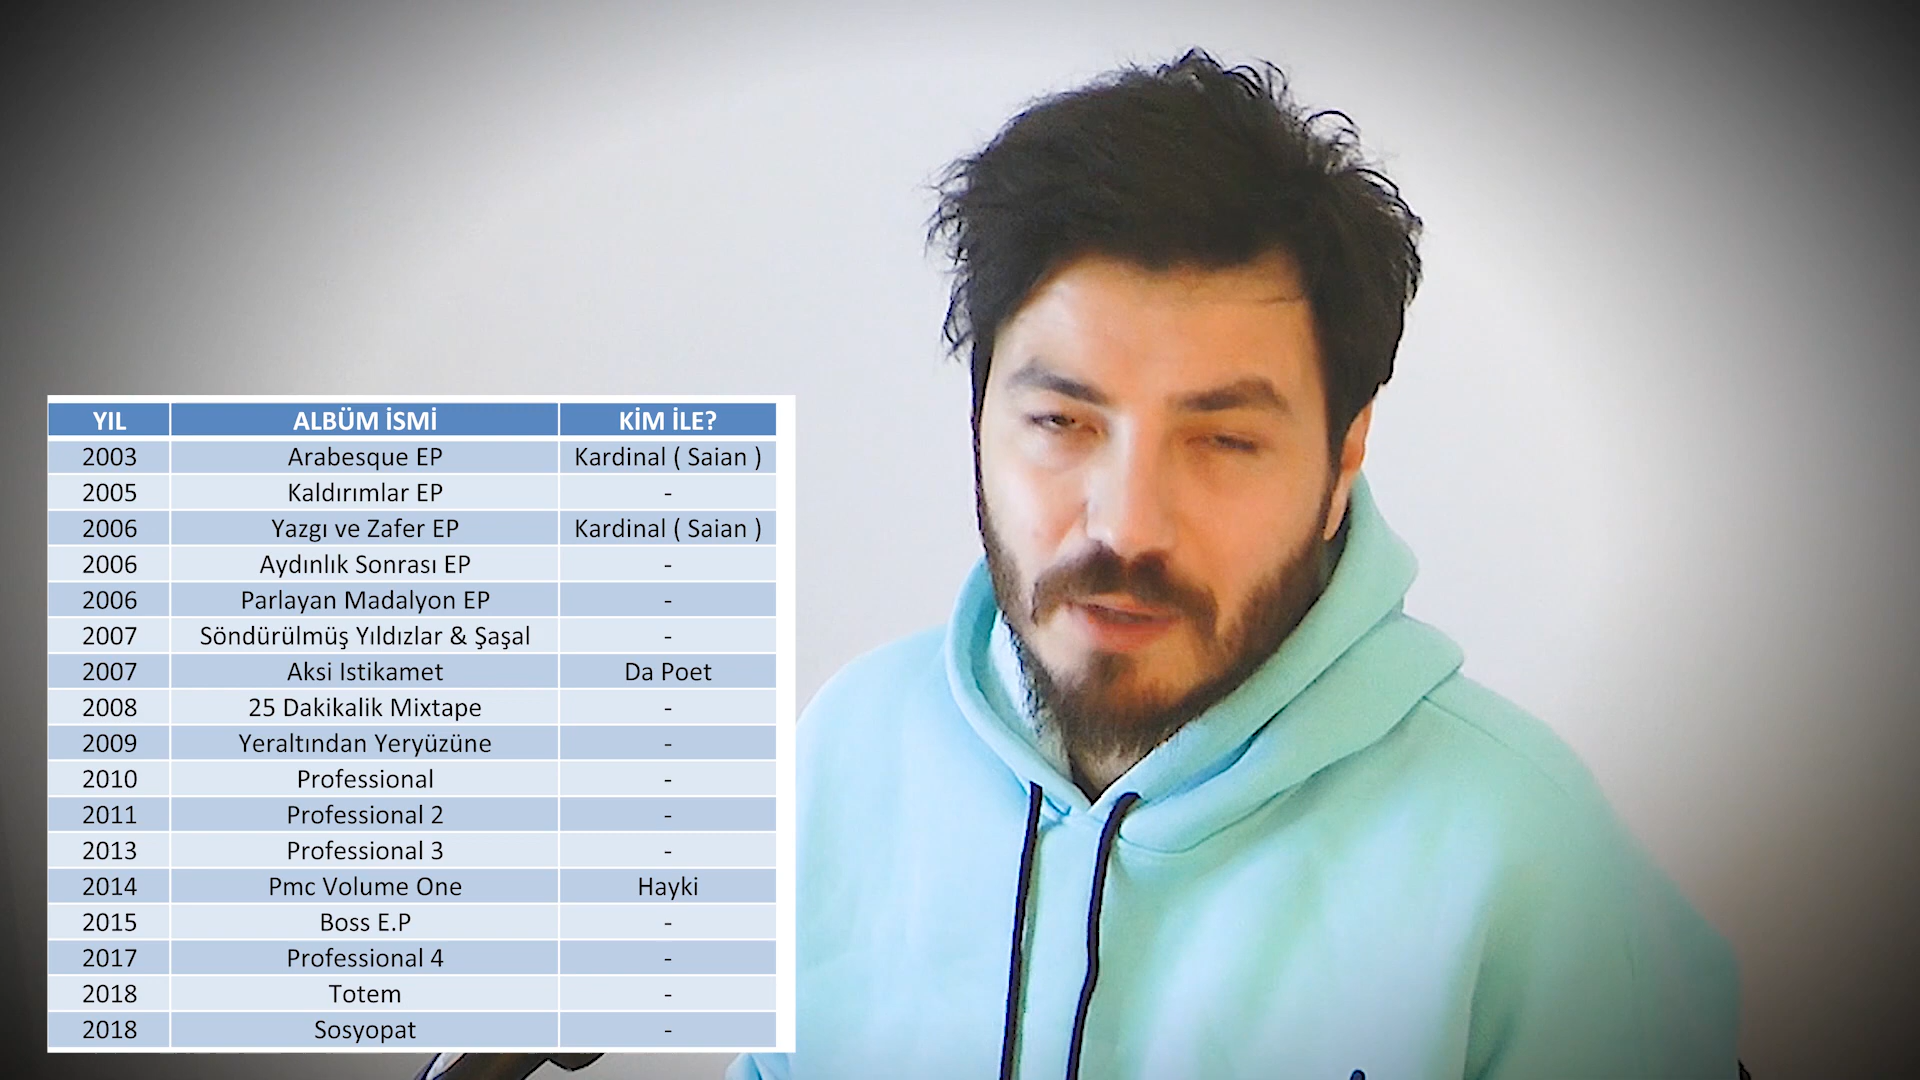 YIL ALBÜM İSMİ KİM İLE?
2003 Arabesque EP Kardinal ( Saian )
2005 Kaldırımlar EP -
2006 Yazgı ve Zafer EP Kardinal ( Saian )
2006 Aydınlık Sonrası EP -
2006 Parlayan Madalyon EP -
2007 Söndürülmüş Yıldızlar & Şaşal -
2007 Aksi Istikamet Da Poet
2008 25 Dakikalik Mixtape -
2009 Yeraltından Yeryüzüne -
2010 Professional -
2011 Professional 2 -
2013 Professional 3 -
2014 Pmc Volume One Hayki
2015 Boss E.P -
2017 Professional 4 -
2018 Totem -
2018 Sosyopat -